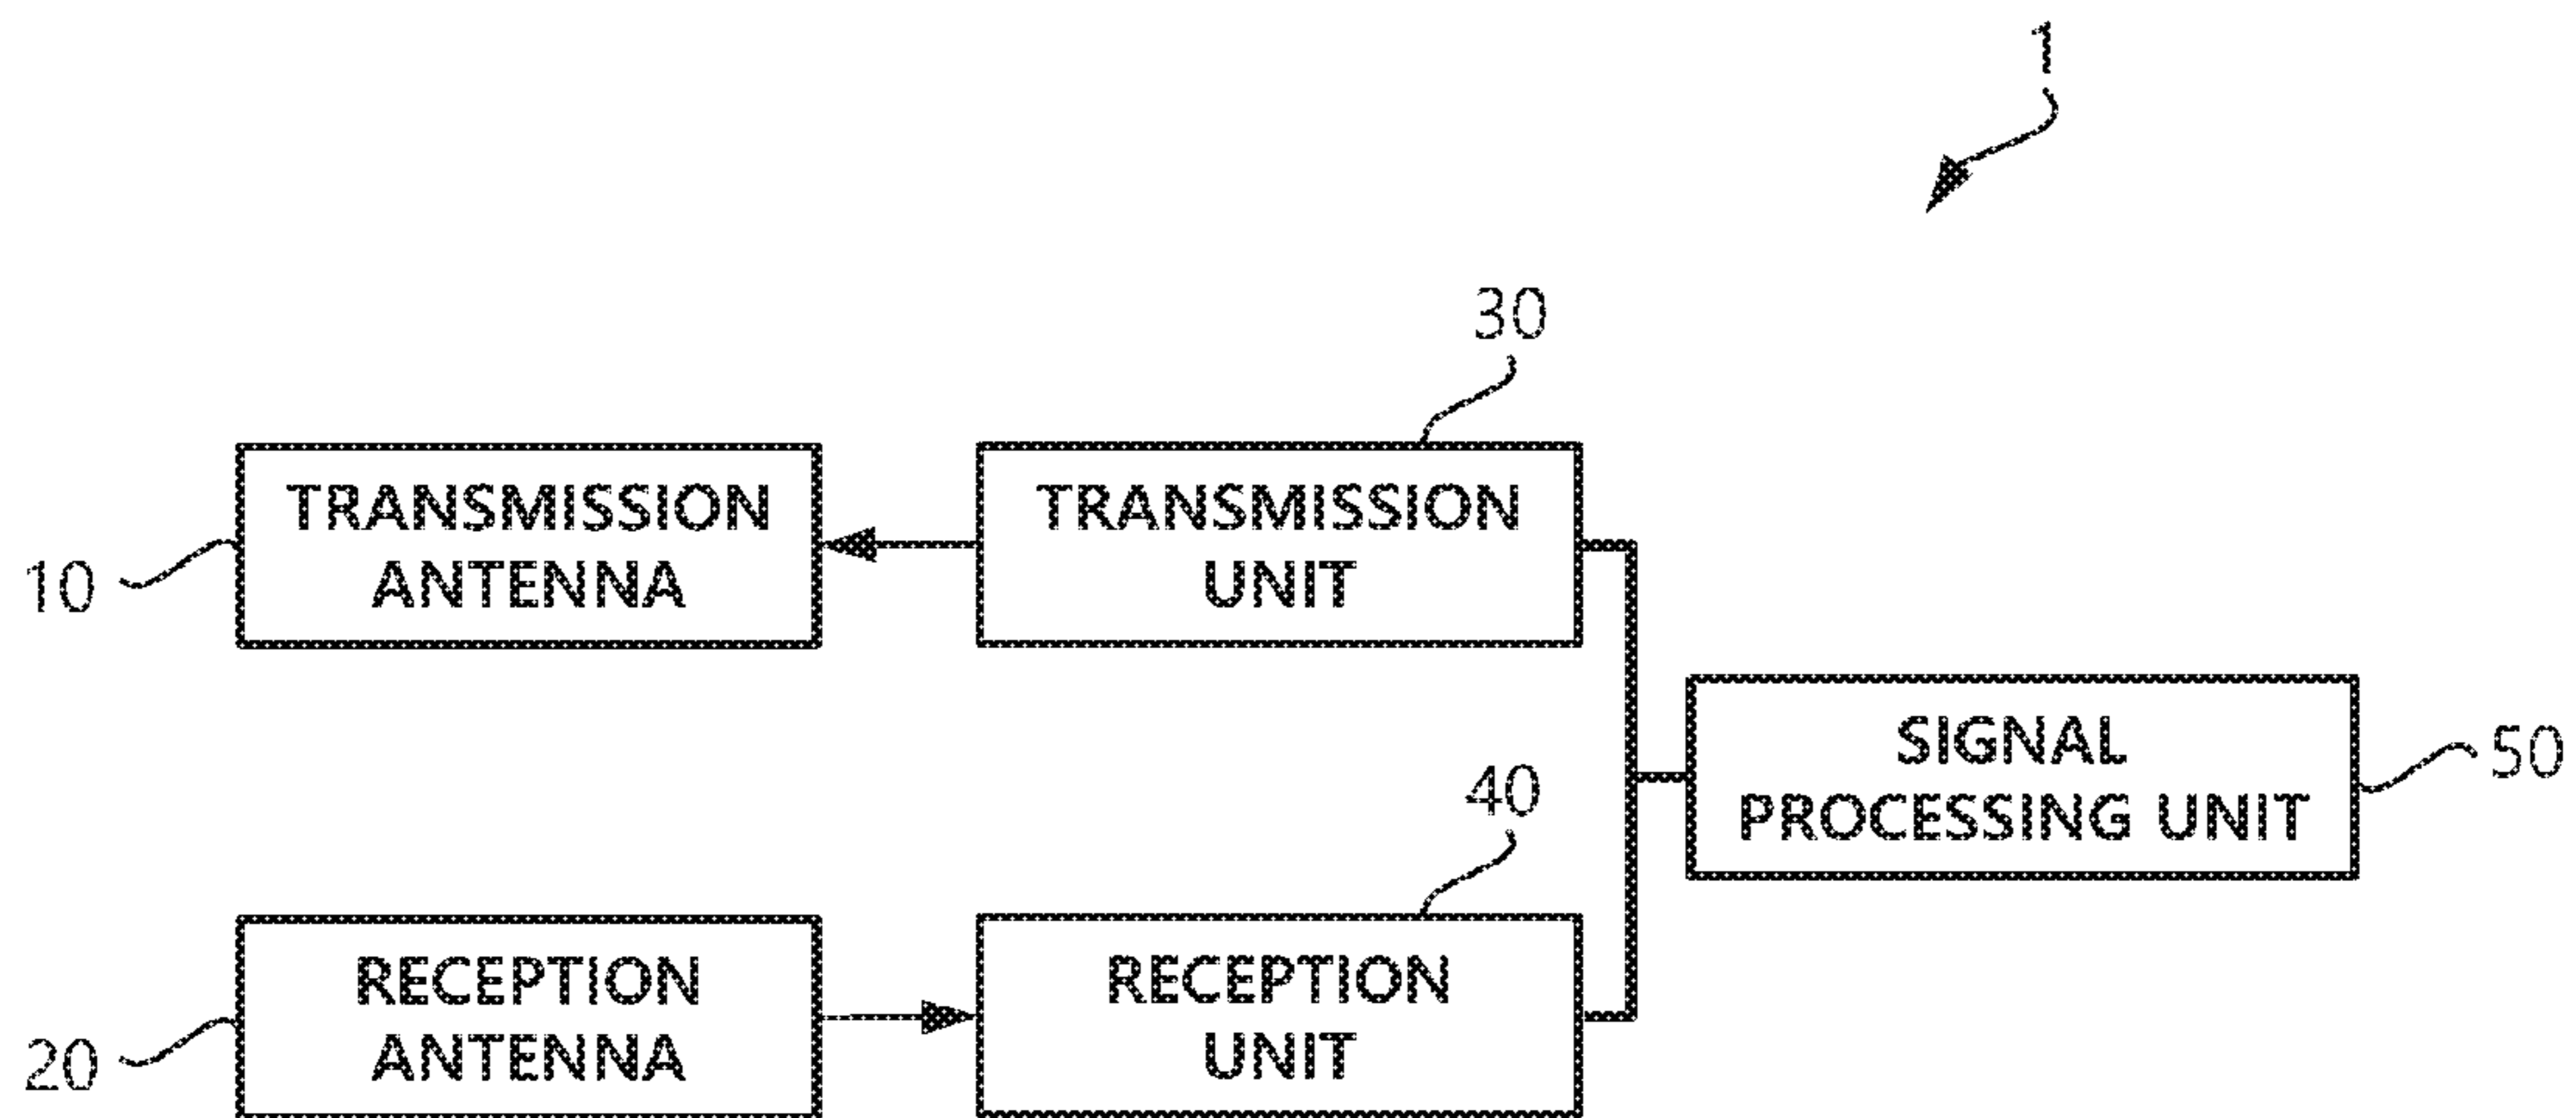 1
30
TRANSMISSION
ANTENNA
TRANSMISSION
UNIT
10
SIGNAL
PROCESSING UNIT
50
40
RECEPTION
ANTENNA
RECEPTION
UNIT
20